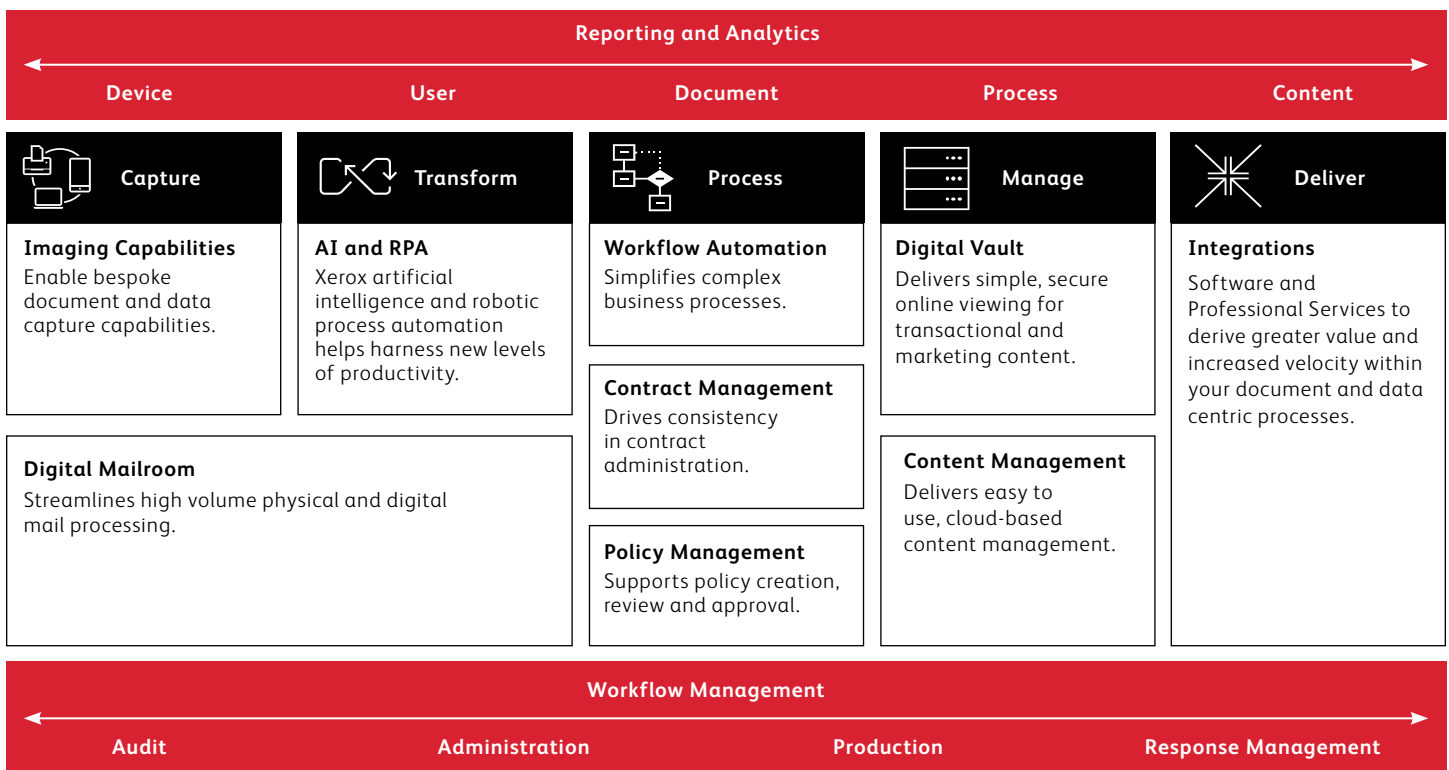 Reporting and Analytics
Device
User
Document
Process
Content
Capture
Transform
Process
Manage
Deliver
Imaging Capabilities
Enable bespoke
document and data
capture capabilities.
AI and RPA
Xerox artificial
intelligence and robotic
process automation
helps harness new levels
of productivity.
Digital Mailroom
Streamlines high volume physical and digital
mail processing.
Workflow Automation
Simplifies complex
business processes.
Contract Management
Drives consistency
in contract
administration.
Policy Management
Supports policy creation,
review and approval.
Digital Vault
Delivers simple, secure
online viewing for
transactional and
marketing content.
Content Management
Delivers easy to
use, cloud-based
content management.
Integrations
Software and
Professional Services to
derive greater value and
increased velocity within
your document and data
centric processes.
Workflow Management
Audit
Administration
Production
Response Management